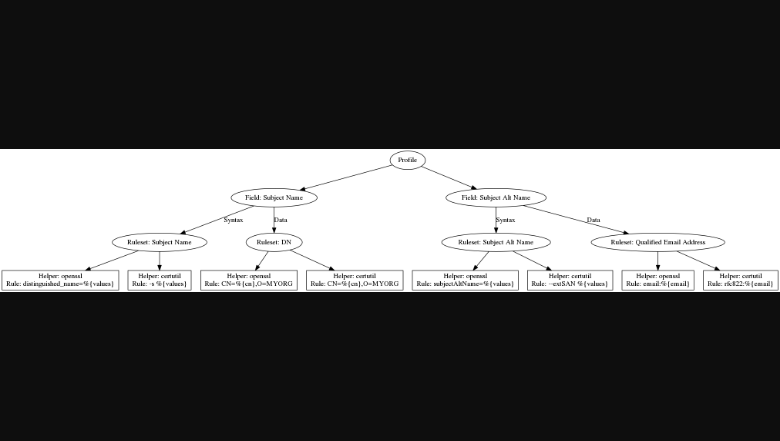 Profile
Field: Subject Name
Field: Subject Alt Name
Syntax
Data
Syntax
Data
Ruleset: Subject Name
Ruleset: DN
Ruleset: Subject Alt Name
Ruleset: Qualified Email Address
Helper: openssl
Rule: distinguished_name=%{values}
Helper: certutil
Rule: -s %{values}
Helper: openssl
Rule: CN=%{cn},O=MYORG
Helper: certutil
Rule: CN=%{cn},O=MYORG
Helper: openssl
Rule: subjectAltName=%{values}
Helper: certutil
Rule: --extSAN %{values}
Helper: openssl
Rule: email:%{email}
Helper: certutil
Rule: rfc822:%{email}